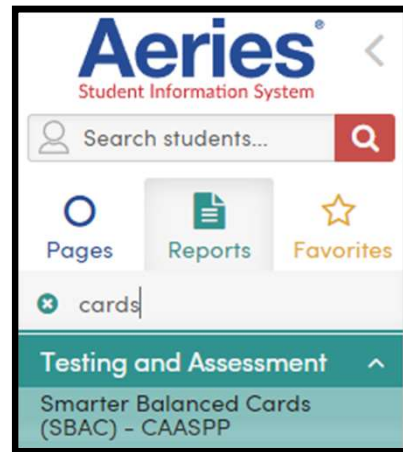 Aeries®
Student Information System
Search students...
Pages Reports Favorites
cards
Testing and Assessment
Smarter Balanced Cards
(SBAC) - CAASPP